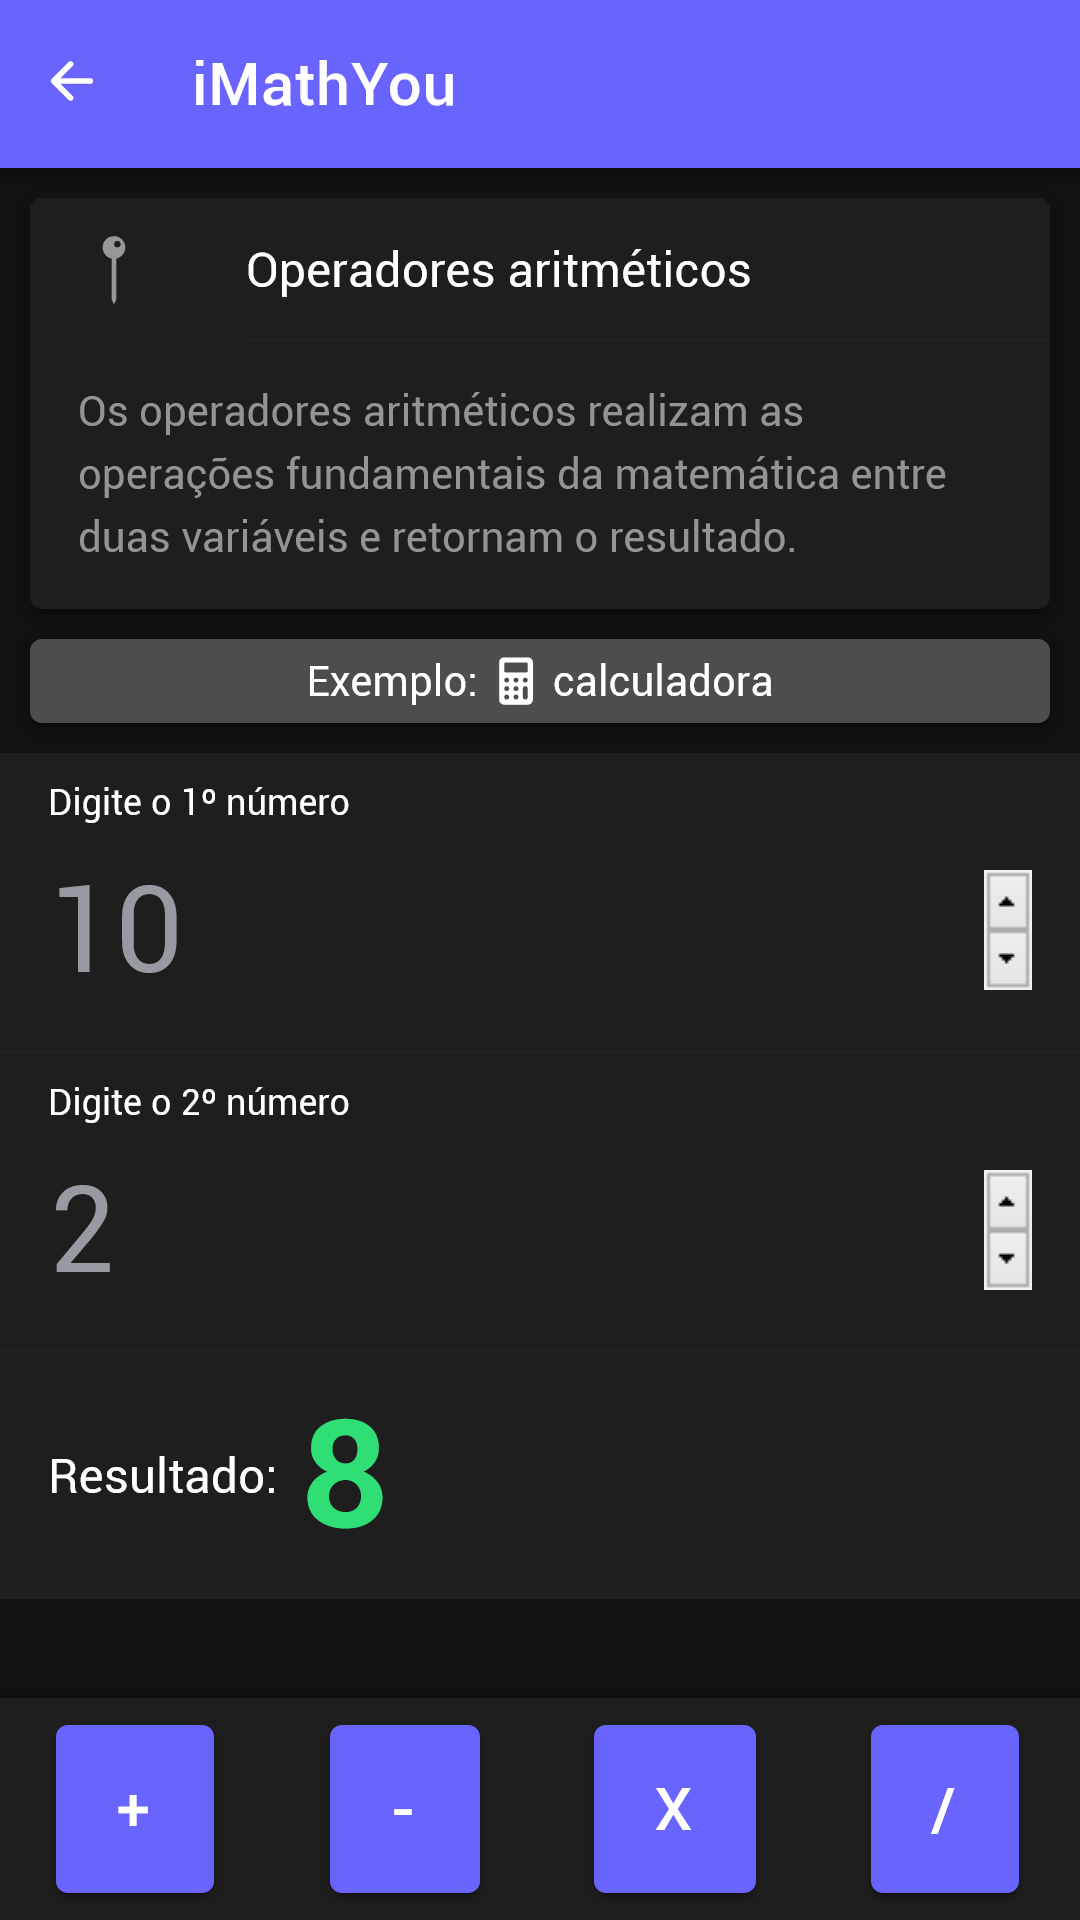 iMathYou
Operadores aritméticos
Os operadores aritméticos realizam as
operações fundamentais da matemática entre
duas variáveis e retornam o resultado.
Exemplo: calculadora
Digite o 1º número
10
Digite o 2º número
2
Resultado: 8
+ - X /